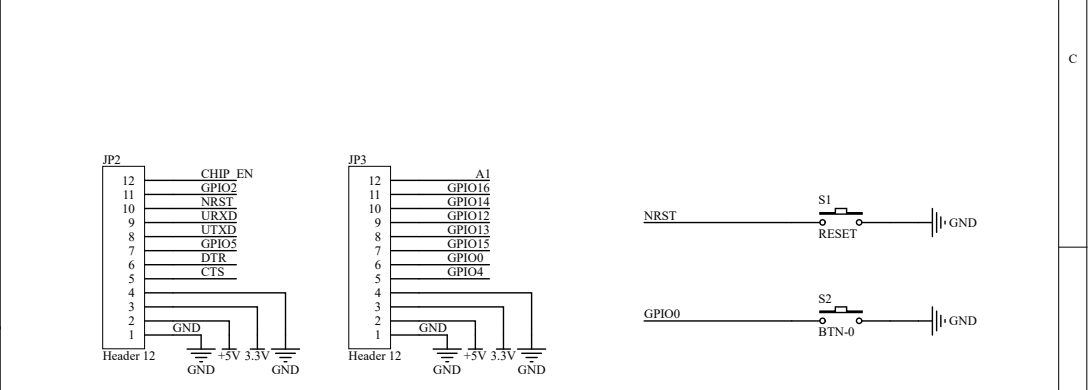 C
JP2
12 CHIP_EN
11 GPIO2
10 NRST
9 URXD
8 UTXD
7 GPIO5
6 DTR
5 CTS
4
3
2
1 GND
Header 12
+5V 3.3V
GND GND
JP3
12 A1
11 GPIO16
10 GPIO14
9 GPIO12
8 GPIO13
7 GPIO15
6 GPIO0
5 GPIO4
4
3
2
1 GND
Header 12
+5V 3.3V
GND GND
S1
NRST GND
RESET
S2
GPIO0 GND
BTN-0